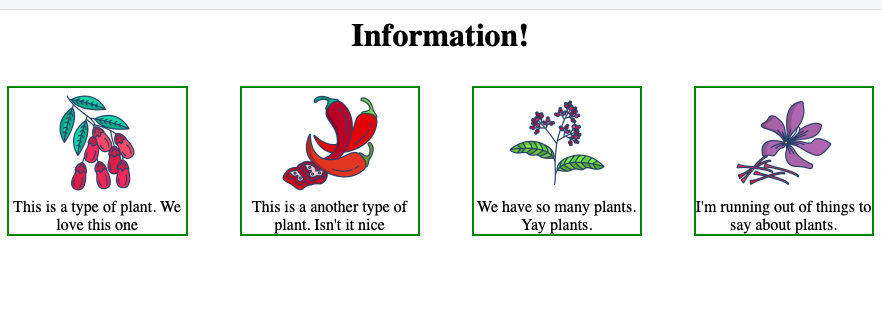 Information!
This is a type of plant. We
love this one
This is a another type of
plant. Isn't it nice
We have so many plants.
Yay plants.
I'm running out of things to
say about plants.